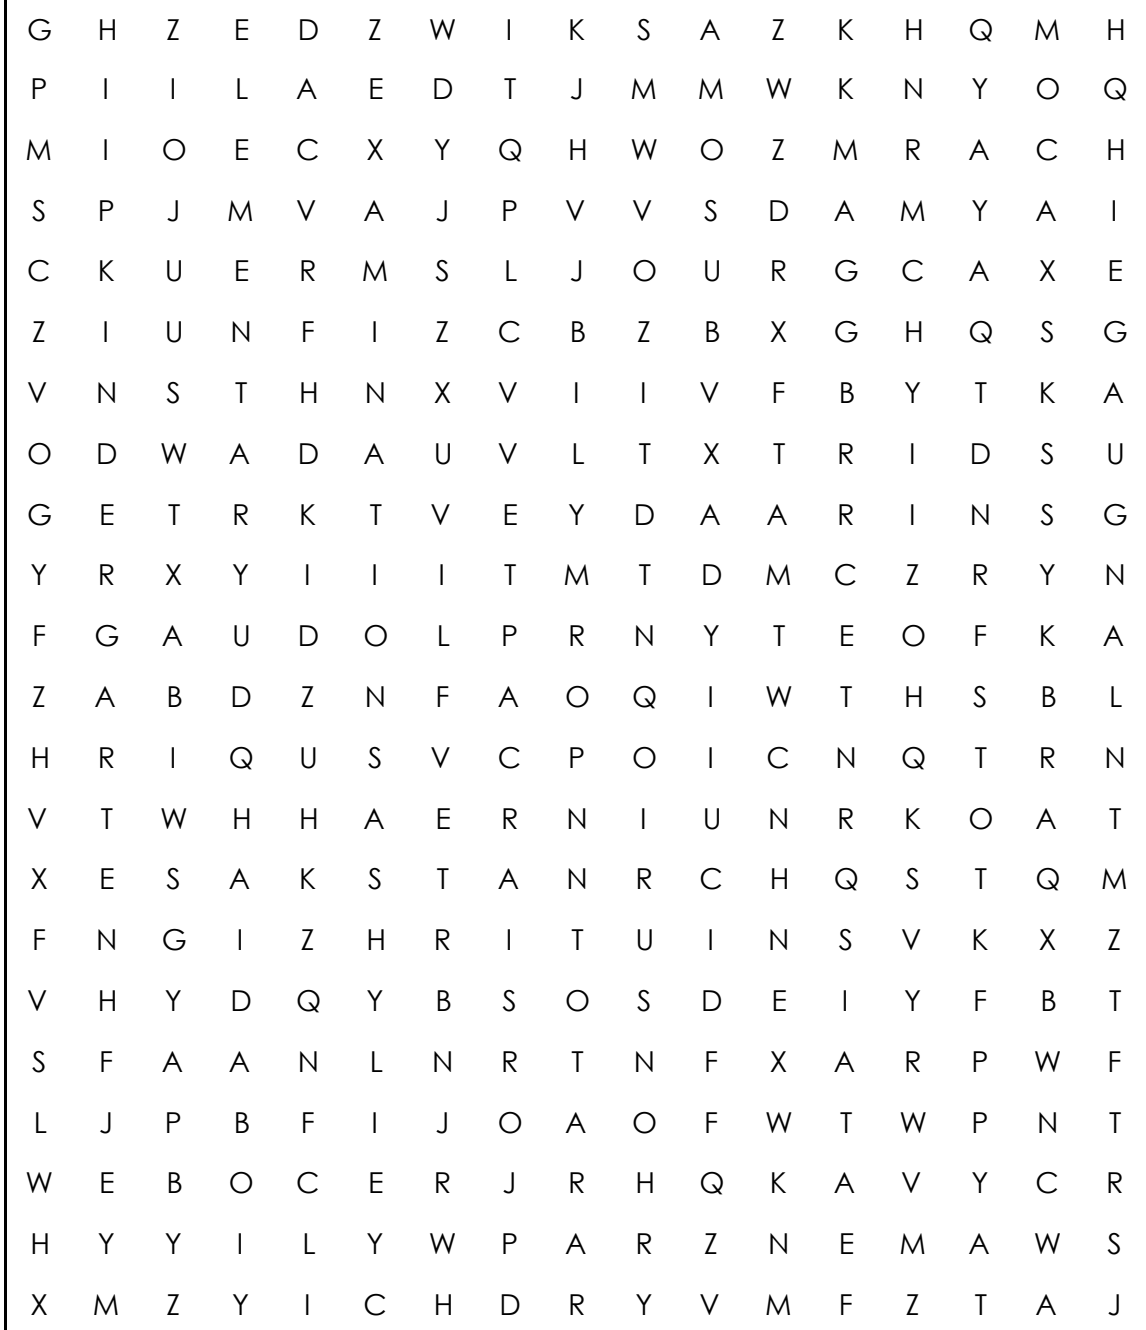 G H Z E D Z W I K S A Z K H Q M H
P I I L A E D T J M M W K N Y O Q
M I O E C X Y Q H W O Z M R A C H
S P J M V A J P V V S D A M Y A I
C K U E R M S L J O U R G C A X E
Z I U N F I Z C B Z B X G H Q S G
V N S T H N X V I I V F B Y T K A
O D W A D A U V L T X T R I D S U
G E T R K T V E Y D A A R I N S G
Y R X Y I I I T M T D M C Z R Y N
F G A U D O L P R N Y T E O F K A
Z A B D Z N F A O Q I W T H S B L
H R I Q U S V C P O I C N Q T R N
V T W H H A E R N I U N R K O A T
X E S A K S T A N R C H Q S T Q M
F N G I Z H R I T U I N S V K X Z
V H Y D Q Y B S O S D E I Y F B T
S F A A N L N R T N F X A R P W F
L J P B F I J O A O F W T W P N T
W E B O C E R J R H Q K A V Y C R
H Y Y I L Y W P A R Z N E M A W S
X M Z Y I C H D R Y V M F Z T A J